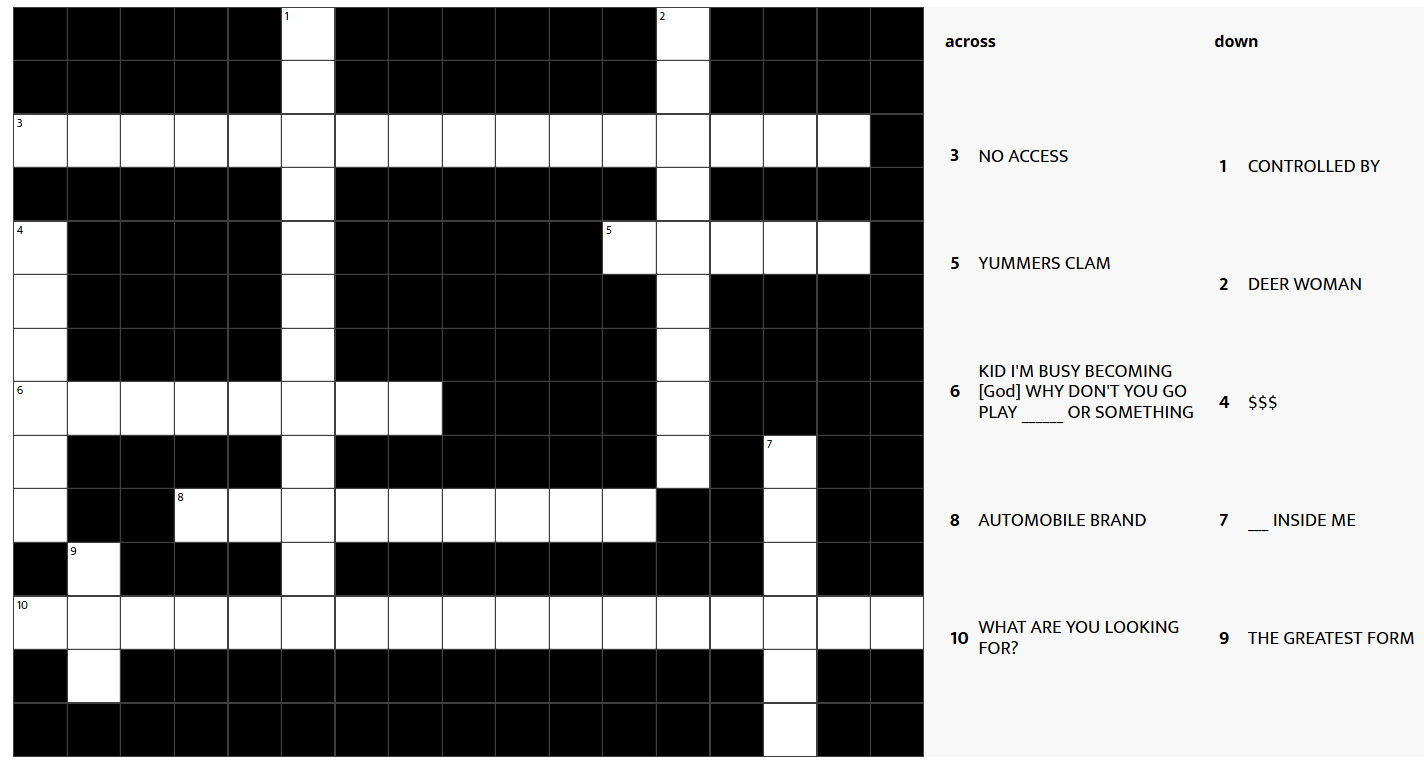 1
2
3
4
5
6
7
8
9
10
across
3 NO ACCESS
5 YUMMERS CLAM
6 KID I'M BUSY BECOMING
[God] WHY DON'T YOU GO
PLAY ______ OR SOMETHING
8 AUTOMOBILE BRAND
10 WHAT ARE YOU LOOKING
FOR?
down
1 CONTROLLED BY
2 DEER WOMAN
4 $$$
7 ___ INSIDE ME
9 THE GREATEST FORM